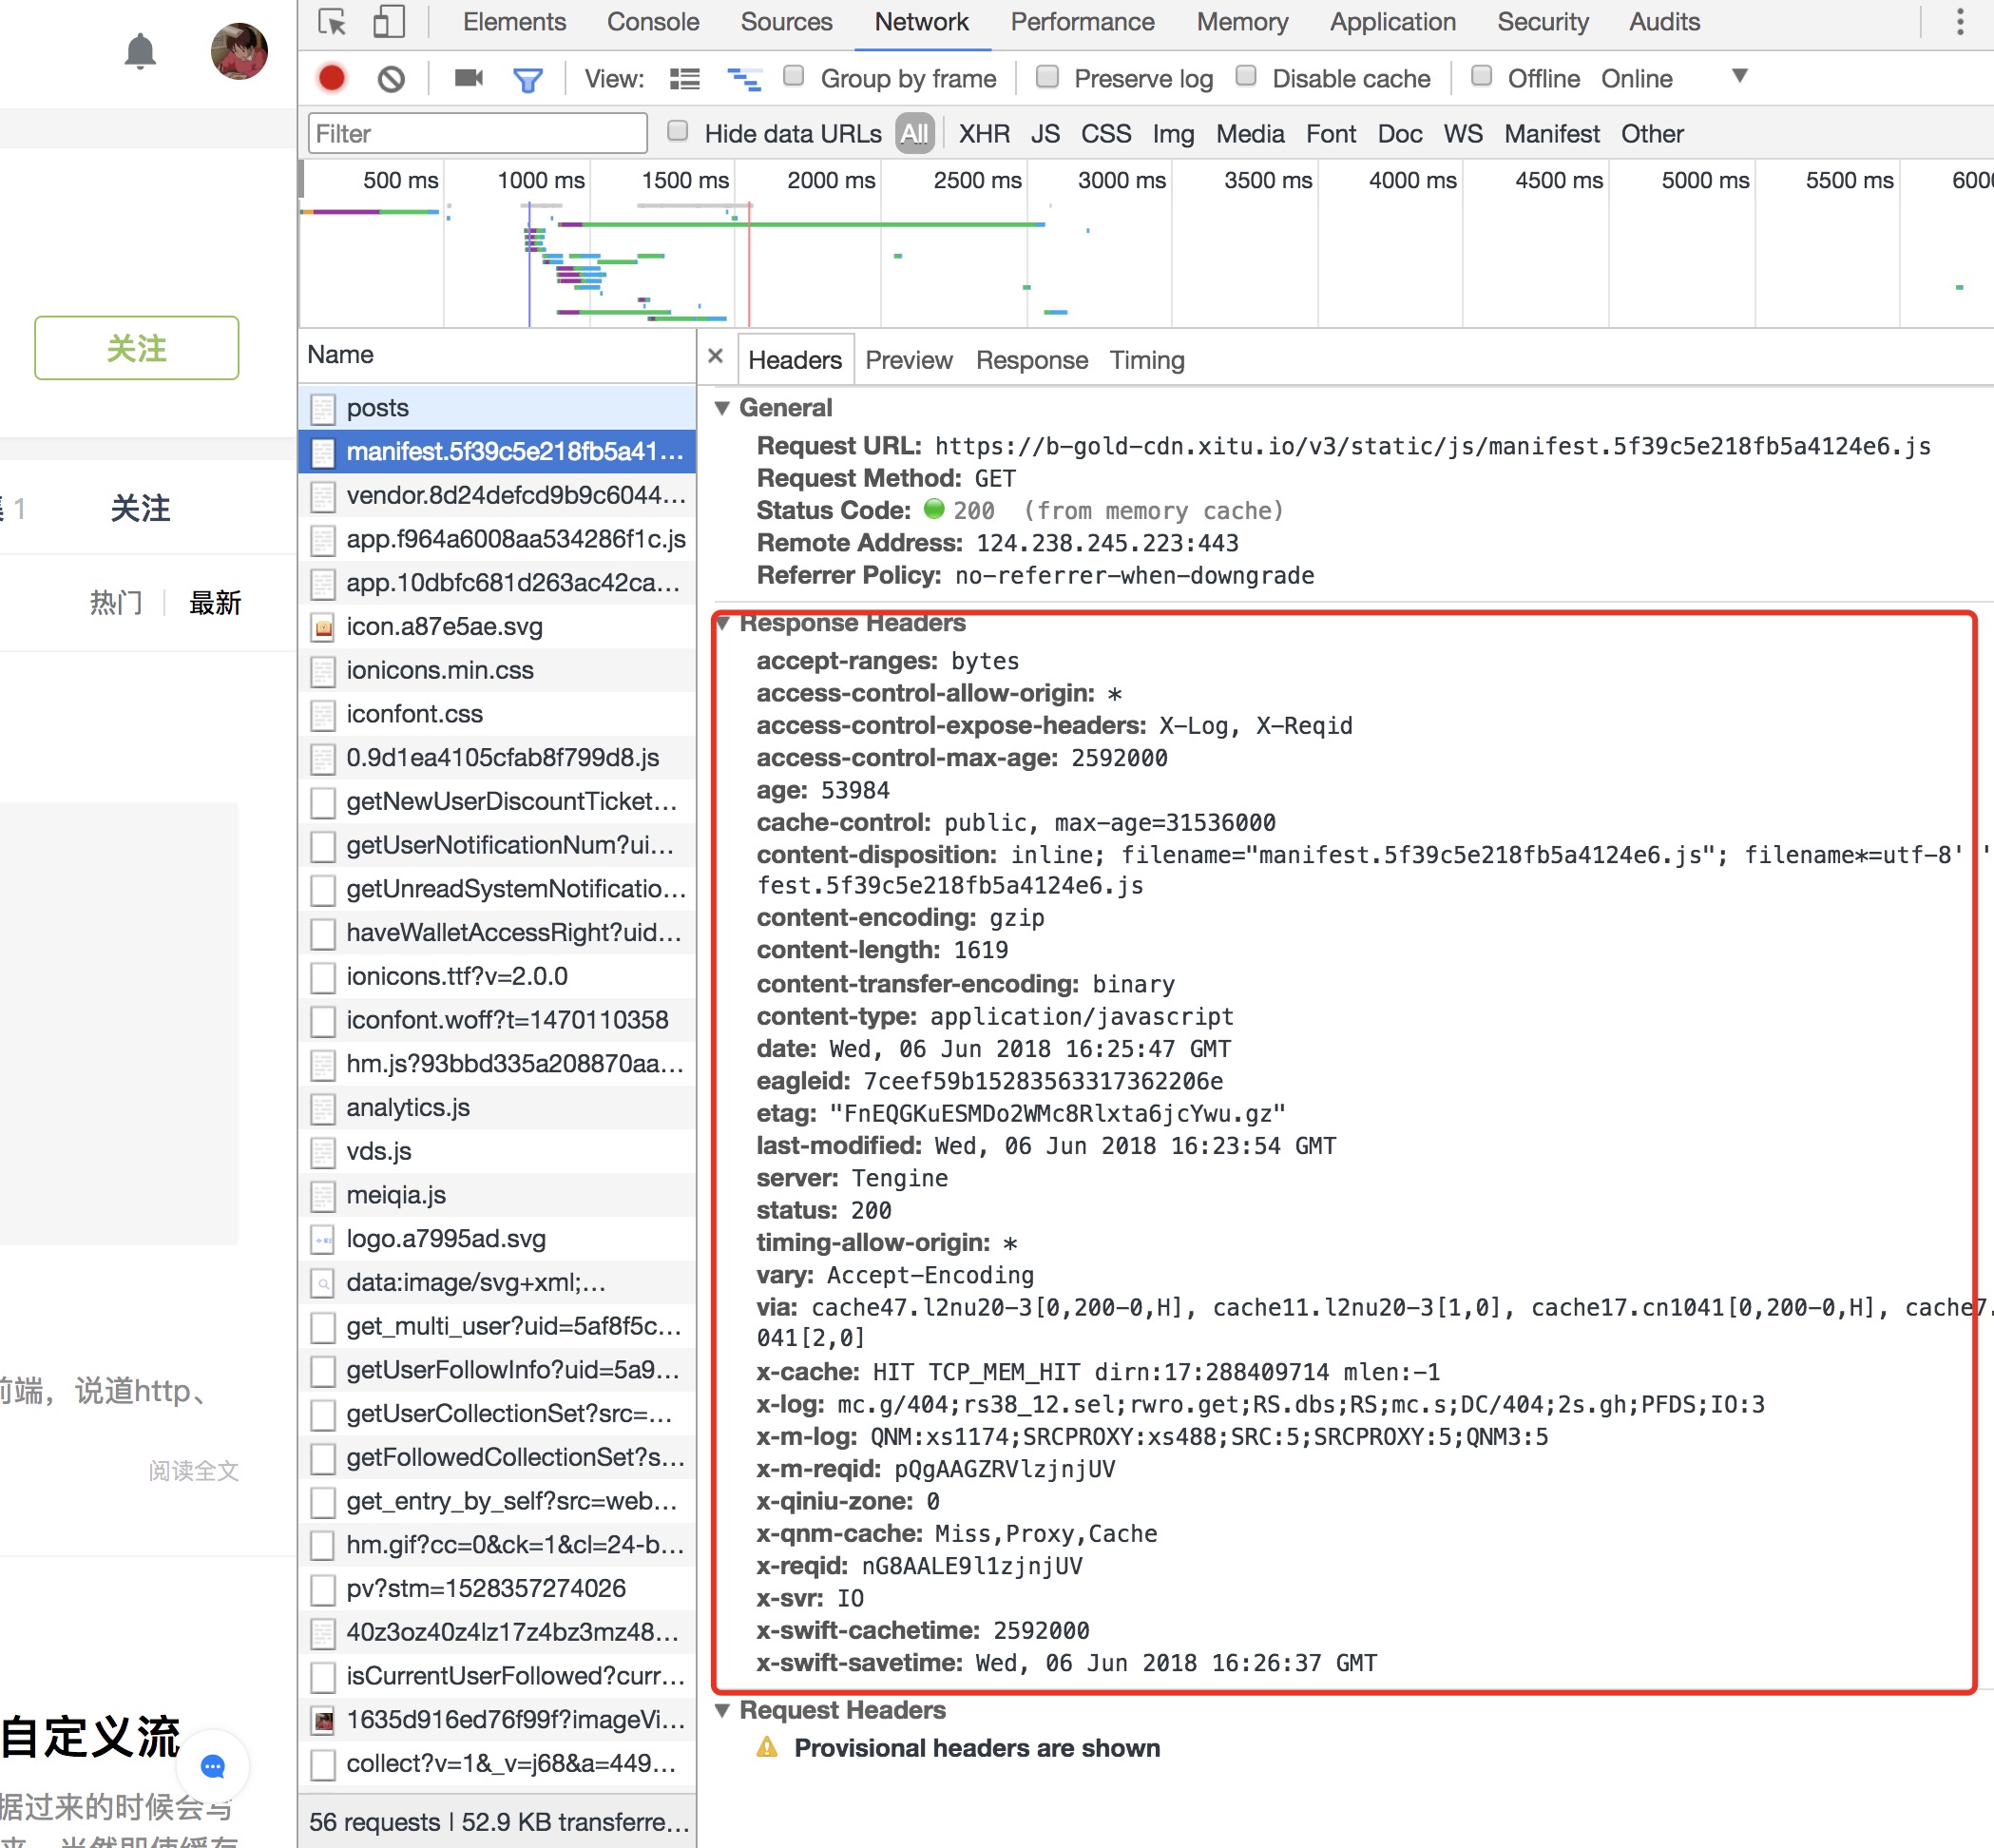 Elements Console Sources Network Performance Memory Application Security Audits
View: Group by frame Preserve log Disable cache Offline Online
Filter Hide data URLs All XHR JS CSS Img Media Font Doc WS Manifest Other
500 ms 1000 ms 1500 ms 2000 ms 2500 ms 3000 ms 3500 ms 4000 ms 4500 ms 5000 ms 5500 ms 6000
关注
1 关注
热门 最新
前端，说道http、
阅读全文
自定义流
据过来的时候会与
来，当然即使缓存
Name
posts
manifest.5f39c5e218fb5a41…
vendor.8d24defcd9b9c6044…
app.f964a6008aa534286f1c.js
app.10dbfc681d263ac42ca…
icon.a87e5ae.svg
ionicons.min.css
iconfont.css
0.9d1ea4105cfab8f799d8.js
getNewUserDiscountTicket…
getUserNotificationNum?ui…
getUnreadSystemNotificatio…
haveWalletAccessRight?uid…
ionicons.ttf?v=2.0.0
iconfont.woff?t=1470110358
hm.js?93bbd335a208870aa…
analytics.js
vds.js
meiqia.js
logo.a7995ad.svg
data:image/svg+xml;…
get_multi_user?uid=5af8f5c…
getUserFollowInfo?uid=5a9…
getUserCollectionSet?src=…
getFollowedCollectionSet?s…
get_entry_by_self?src=web…
hm.gif?cc=0&ck=1&cl=24-b…
pv?stm=1528357274026
40z3oz40z4lz17z4bz3mz48…
isCurrentUserFollowed?curr…
1635d916ed76f99f?imageVi…
collect?v=1&_v=j68&a=449…
56 requests | 52.9 KB transferre…
× Headers Preview Response Timing
General
Request URL: https://b-gold-cdn.xitu.io/v3/static/js/manifest.5f39c5e218fb5a4124e6.js
Request Method: GET
Status Code: 200 (from memory cache)
Remote Address: 124.238.245.223:443
Referrer Policy: no-referrer-when-downgrade
Response Headers
accept-ranges: bytes
access-control-allow-origin: *
access-control-expose-headers: X-Log, X-Reqid
access-control-max-age: 2592000
age: 53984
cache-control: public, max-age=31536000
content-disposition: inline; filename="manifest.5f39c5e218fb5a4124e6.js"; filename*=utf-8' '
fest.5f39c5e218fb5a4124e6.js
content-encoding: gzip
content-length: 1619
content-transfer-encoding: binary
content-type: application/javascript
date: Wed, 06 Jun 2018 16:25:47 GMT
eagleid: 7ceef59b15283563317362206e
etag: "FnEQGKuESMDo2WMc8Rlxta6jcYwu.gz"
last-modified: Wed, 06 Jun 2018 16:23:54 GMT
server: Tengine
status: 200
timing-allow-origin: *
vary: Accept-Encoding
via: cache47.l2nu20-3[0,200-0,H], cache11.l2nu20-3[1,0], cache17.cn1041[0,200-0,H], cache7.
041[2,0]
x-cache: HIT TCP_MEM_HIT dirn:17:288409714 mlen:-1
x-log: mc.g/404;rs38_12.sel;rwro.get;RS.dbs;RS;mc.s;DC/404;2s.gh;PFDS;IO:3
x-m-log: QNM:xs1174;SRCPROXY:xs488;SRC:5;SRCPROXY:5;QNM3:5
x-m-reqid: pQgAAGZRVlzjnjUV
x-qiniu-zone: 0
x-qnm-cache: Miss,Proxy,Cache
x-reqid: nG8AALE9l1zjnjUV
x-svr: IO
x-swift-cachetime: 2592000
x-swift-savetime: Wed, 06 Jun 2018 16:26:37 GMT
Request Headers
Provisional headers are shown